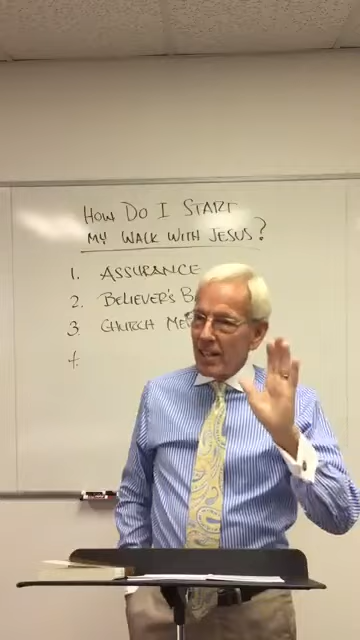 HOW DO I START
MY WALK WITH JESUS?
1. ASSURANCE
2. BELIEVER'S
3. CHURCH
4.